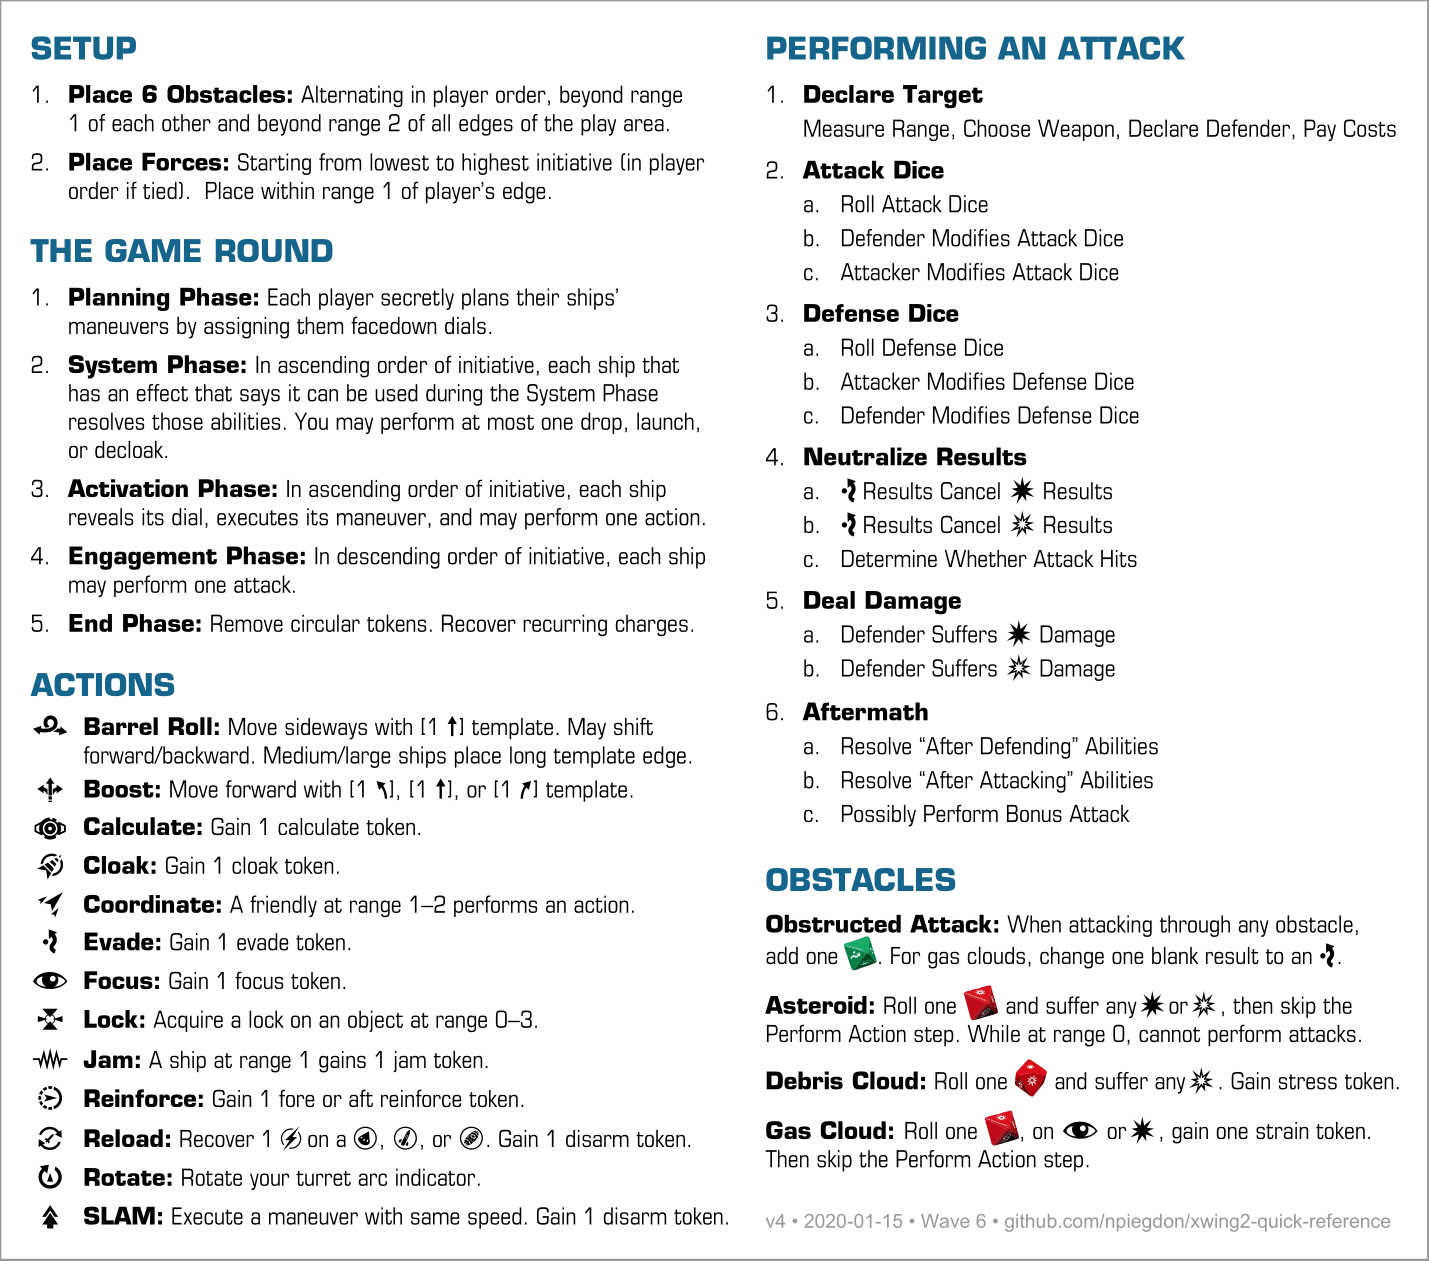 SETUP
1. Place 6 Obstacles: Alternating in player order, beyond range
1 of each other and beyond range 2 of all edges of the play area.
2. Place Forces: Starting from lowest to highest initiative (in player
order if tied). Place within range 1 of player’s edge.
THE GAME ROUND
1. Planning Phase: Each player secretly plans their ships’
maneuvers by assigning them facedown dials.
2. System Phase: In ascending order of initiative, each ship that
has an effect that says it can be used during the System Phase
resolves those abilities. You may perform at most one drop, launch,
or decloak.
3. Activation Phase: In ascending order of initiative, each ship
reveals its dial, executes its maneuver, and may perform one action.
4. Engagement Phase: In descending order of initiative, each ship
may perform one attack.
5. End Phase: Remove circular tokens. Recover recurring charges.
ACTIONS
Barrel Roll: Move sideways with [1 ] template. May shift
forward/backward. Medium/large ships place long template edge.
Boost: Move forward with [1 ], [1 ], or [1 ] template.
Calculate: Gain 1 calculate token.
Cloak: Gain 1 cloak token.
Coordinate: A friendly at range 1–2 performs an action.
Evade: Gain 1 evade token.
Focus: Gain 1 focus token.
Lock: Acquire a lock on an object at range 0–3.
Jam: A ship at range 1 gains 1 jam token.
Reinforce: Gain 1 fore or aft reinforce token.
Reload: Recover 1 on a , , or . Gain 1 disarm token.
Rotate: Rotate your turret arc indicator.
SLAM: Execute a maneuver with same speed. Gain 1 disarm token.
PERFORMING AN ATTACK
1. Declare Target
Measure Range, Choose Weapon, Declare Defender, Pay Costs
2. Attack Dice
a. Roll Attack Dice
b. Defender Modifies Attack Dice
c. Attacker Modifies Attack Dice
3. Defense Dice
a. Roll Defense Dice
b. Attacker Modifies Defense Dice
c. Defender Modifies Defense Dice
4. Neutralize Results
a. Results Cancel Results
b. Results Cancel Results
c. Determine Whether Attack Hits
5. Deal Damage
a. Defender Suffers Damage
b. Defender Suffers Damage
6. Aftermath
a. Resolve “After Defending” Abilities
b. Resolve “After Attacking” Abilities
c. Possibly Perform Bonus Attack
OBSTACLES
Obstructed Attack: When attacking through any obstacle,
add one . For gas clouds, change one blank result to an .
Asteroid: Roll one and suffer any or , then skip the
Perform Action step. While at range 0, cannot perform attacks.
Debris Cloud: Roll one and suffer any . Gain stress token.
Gas Cloud: Roll one , on or , gain one strain token.
Then skip the Perform Action step.
v4 • 2020-01-15 • Wave 6 • github.com/npiegdon/xwing2-quick-reference